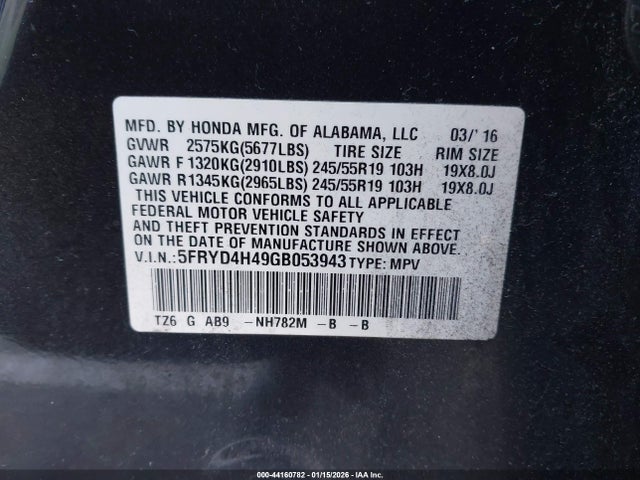 MFD. BY HONDA MFG. OF ALABAMA, LLC 03/' 16
GVWR 2575KG(5677LBS) TIRE SIZE RIM SIZE
GAWR F 1320KG(2910LBS) 245/55R19 103H 19X8.0J
GAWR R1345KG(2965LBS) 245/55R19 103H 19X8.0J
THIS VEHICLE CONFORMS TO ALL APPLICABLE
FEDERAL MOTOR VEHICLE SAFETY
AND THEFT PREVENTION STANDARDS IN EFFECT
ON THE DATE OF MANUFACTURE SHOWN ABOVE.
V.I.N.: 5FRYD4H49GB053943 TYPE: MPV
TZ6 G AB9 -NH782M -B -B
000-44160782 - 01/15/2026 - IAA Inc.